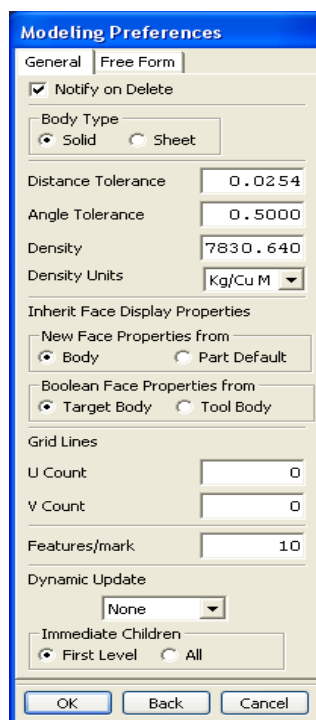 Modeling Preferences
General Free Form
Notify on Delete
Body Type
Solid Sheet
Distance Tolerance 0.0254
Angle Tolerance 0.5000
Density 7830.640
Density Units Kg/Cu M
Inherit Face Display Properties
New Face Properties from
Body Part Default
Boolean Face Properties from
Target Body Tool Body
Grid Lines
U Count 0
V Count 0
Features/mark 10
Dynamic Update
None
Immediate Children
First Level All
OK Back Cancel